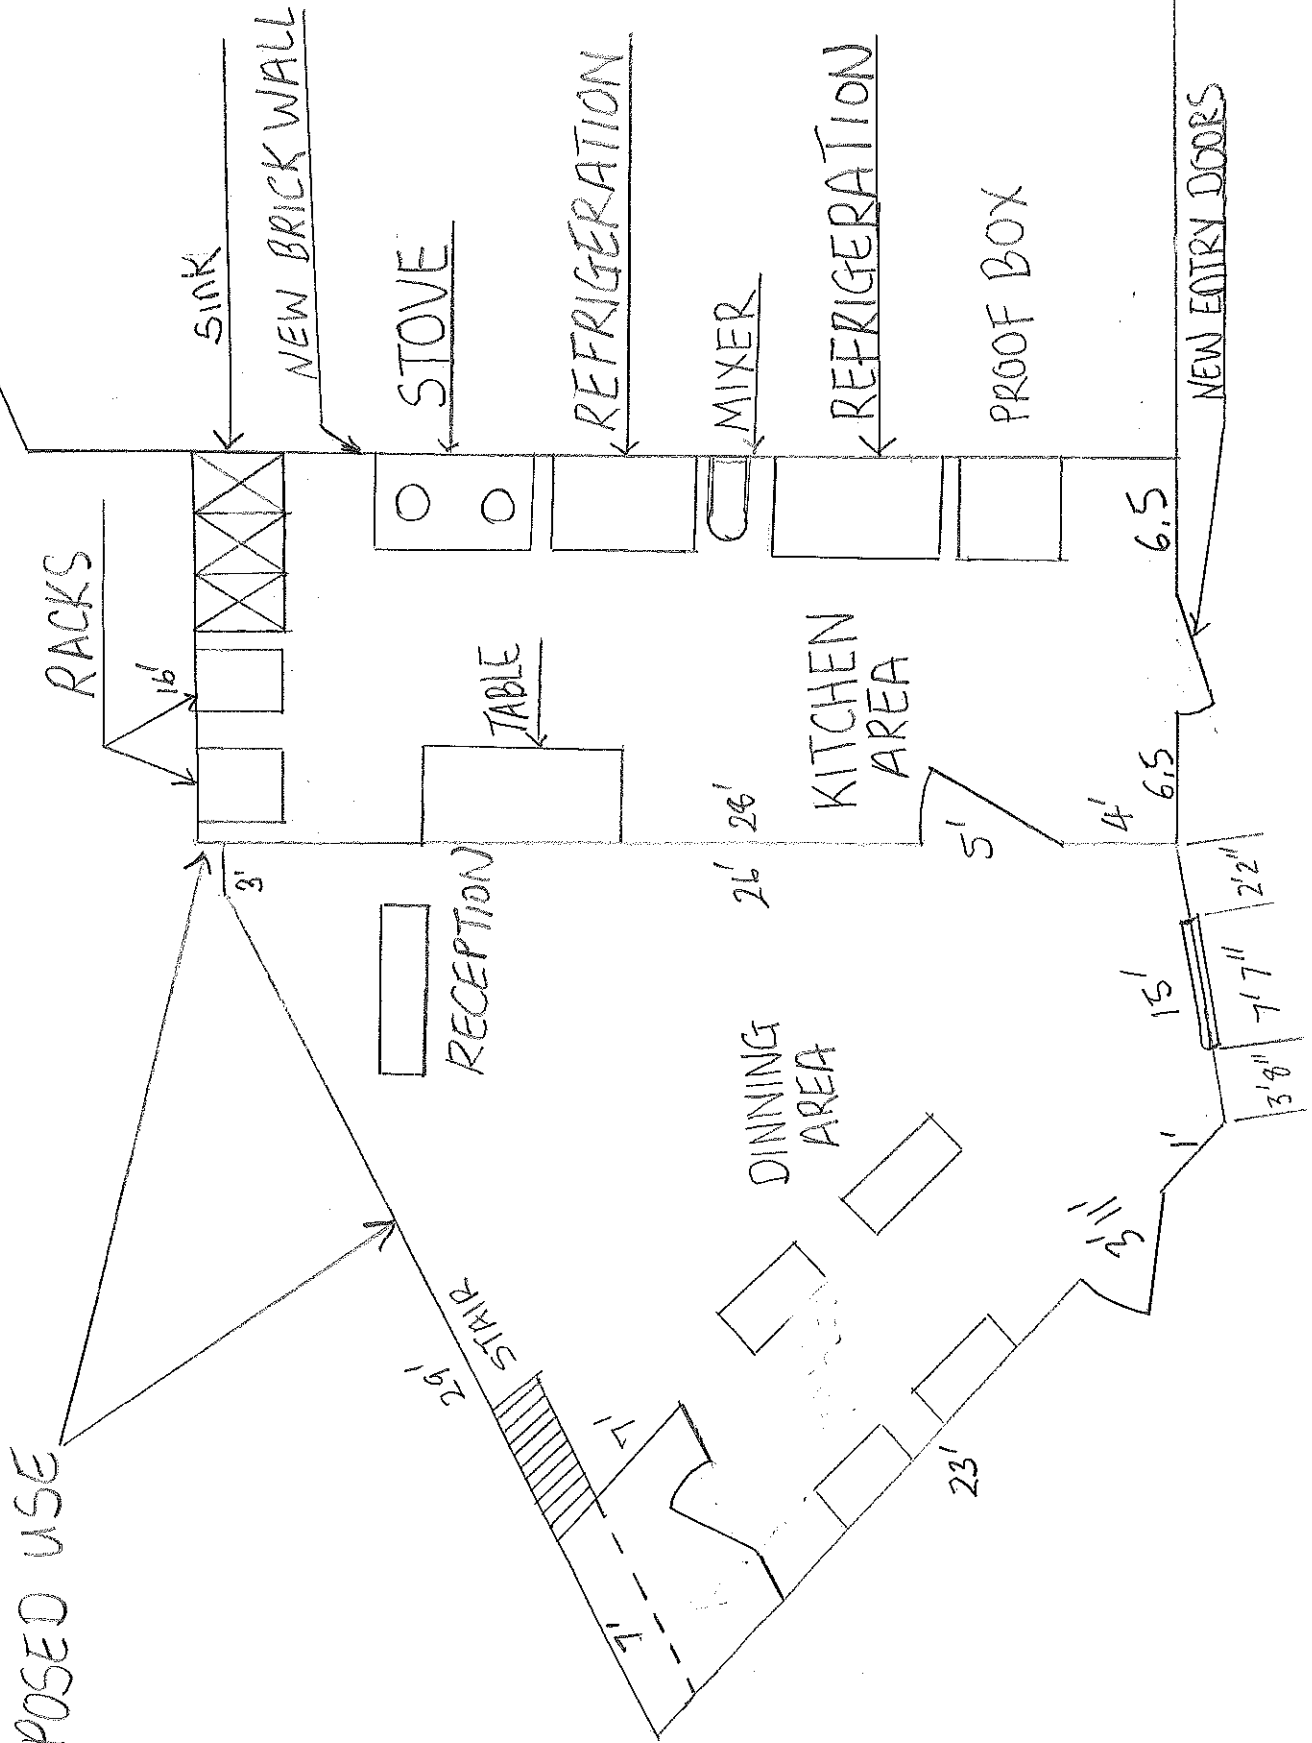 POSED USE
RACKS
16'
SINK
NEW BRICK WALL
STOVE
REFRIGERATION
MIXER
REFRIGERATION
PROOF BOX
NEW ENTRY DOORS
TABLE
KITCHEN
AREA
28'
26'
5'
4'
6.5
6.5
3'
RECEPTION
DINNING
AREA
STAIR
29'
7'
7'
23'
3'11'
1'
15'
3'8"
7'7"
2'2"